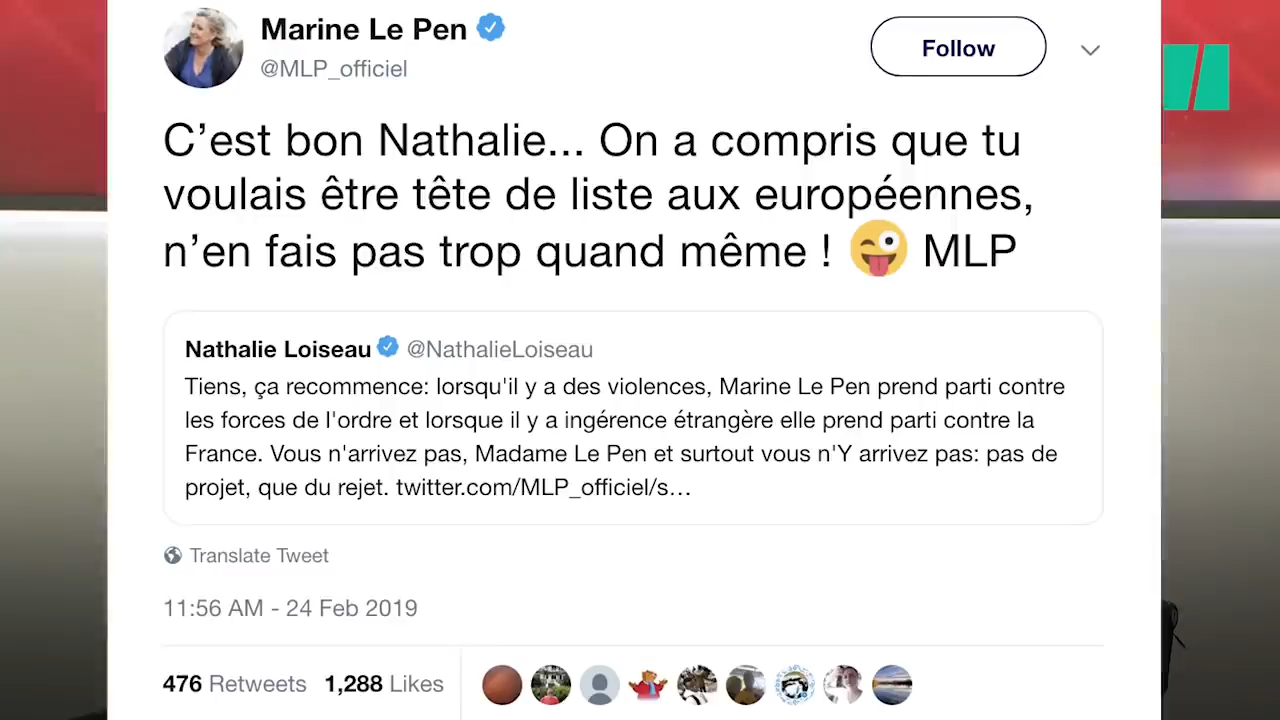 Marine Le Pen
@MLP_officiel
Follow
C’est bon Nathalie... On a compris que tu
voulais être tête de liste aux européennes,
n’en fais pas trop quand même ! 😜 MLP
Nathalie Loiseau @NathalieLoiseau
Tiens, ça recommence: lorsqu'il y a des violences, Marine Le Pen prend parti contre
les forces de l'ordre et lorsque il y a ingérence étrangère elle prend parti contre la
France. Vous n'arrivez pas, Madame Le Pen et surtout vous n'Y arrivez pas: pas de
projet, que du rejet. twitter.com/MLP_officiel/s…
Translate Tweet
11:56 AM - 24 Feb 2019
476 Retweets 1,288 Likes